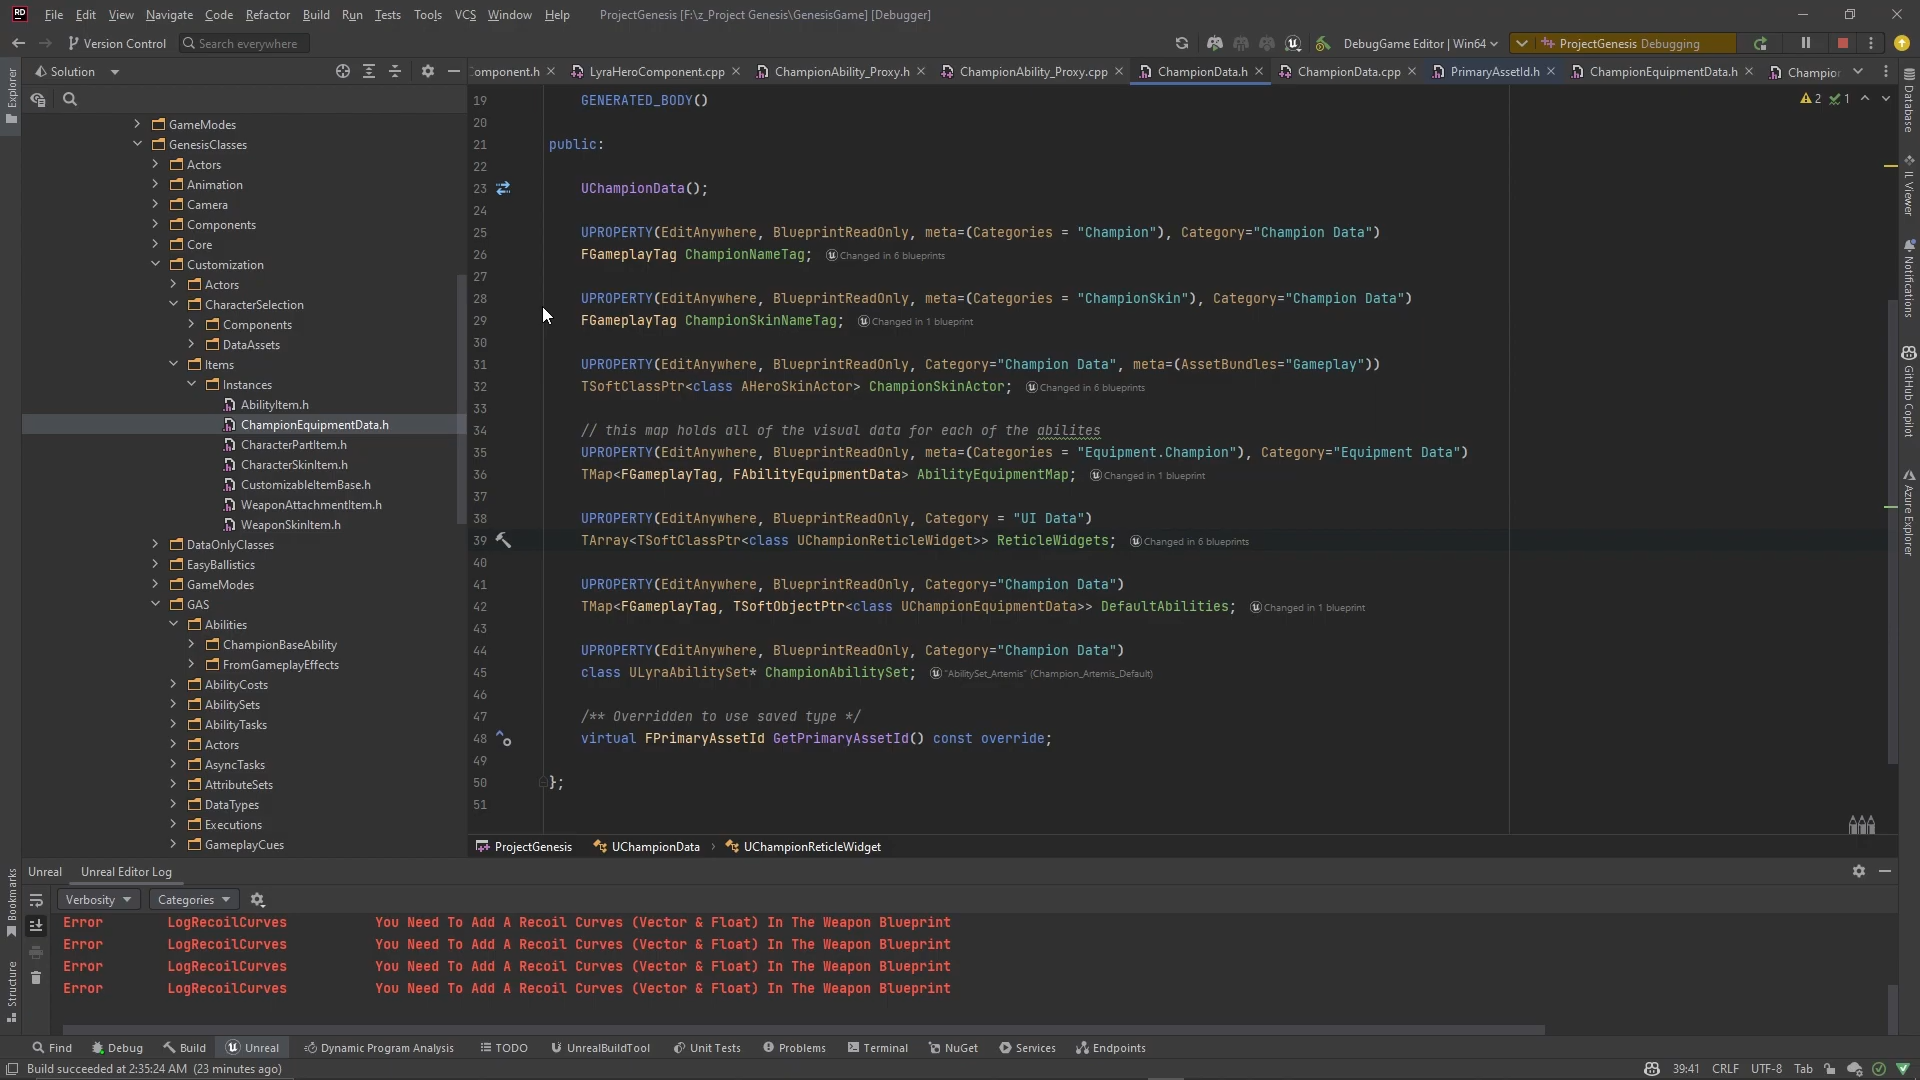 RD File Edit View Navigate Code Refactor Build Run Tests Tools VCS Window Help ProjectGenesis [F:\z_Project Genesis\GenesisGame] [Debugger]
Version Control Search everywhere DebugGame Editor | Win64 ProjectGenesis Debugging
Solution
omponent.h LyraHeroComponent.cpp ChampionAbility_Proxy.h ChampionAbility_Proxy.cpp ChampionData.h ChampionData.cpp PrimaryAssetId.h ChampionEquipmentData.h Champior
Explorer
GameModes
GenesisClasses
Actors
Animation
Camera
Components
Core
Customization
Actors
CharacterSelection
Components
DataAssets
Items
Instances
AbilityItem.h
ChampionEquipmentData.h
CharacterPartItem.h
CharacterSkinItem.h
CustomizableItemBase.h
WeaponAttachmentItem.h
WeaponSkinItem.h
DataOnlyClasses
EasyBallistics
GameModes
GAS
Abilities
ChampionBaseAbility
FromGameplayEffects
AbilityCosts
AbilitySets
AbilityTasks
Actors
AsyncTasks
AttributeSets
DataTypes
Executions
GameplayCues
2 1
19 GENERATED_BODY()
20
21 public:
22
23 UChampionData();
24
25 UPROPERTY(EditAnywhere, BlueprintReadOnly, meta=(Categories = "Champion"), Category="Champion Data")
26 FGameplayTag ChampionNameTag; Changed in 6 blueprints
27
28 UPROPERTY(EditAnywhere, BlueprintReadOnly, meta=(Categories = "ChampionSkin"), Category="Champion Data")
29 FGameplayTag ChampionSkinNameTag; Changed in 1 blueprint
30
31 UPROPERTY(EditAnywhere, BlueprintReadOnly, Category="Champion Data", meta=(AssetBundles="Gameplay"))
32 TSoftClassPtr<class AHeroSkinActor> ChampionSkinActor; Changed in 6 blueprints
33
34 // this map holds all of the visual data for each of the abilites
35 UPROPERTY(EditAnywhere, BlueprintReadOnly, meta=(Categories = "Equipment.Champion"), Category="Equipment Data")
36 TMap<FGameplayTag, FAbilityEquipmentData> AbilityEquipmentMap; Changed in 1 blueprint
37
38 UPROPERTY(EditAnywhere, BlueprintReadOnly, Category = "UI Data")
39 TArray<TSoftClassPtr<class UChampionReticleWidget>> ReticleWidgets; Changed in 6 blueprints
40
41 UPROPERTY(EditAnywhere, BlueprintReadOnly, Category="Champion Data")
42 TMap<FGameplayTag, TSoftObjectPtr<class UChampionEquipmentData>> DefaultAbilities; Changed in 1 blueprint
43
44 UPROPERTY(EditAnywhere, BlueprintReadOnly, Category="Champion Data")
45 class ULyraAbilitySet* ChampionAbilitySet; "AbilitySet_Artemis" (Champion_Artemis_Default)
46
47 /** Overridden to use saved type */
48 virtual FPrimaryAssetId GetPrimaryAssetId() const override;
49
50 };
51
Database
IL Viewer
Notifications
GitHub Copilot
Azure Explorer
ProjectGenesis UChampionData UChampionReticleWidget
Unreal Unreal Editor Log
Verbosity Categories
Bookmarks
Structure
Error LogRecoilCurves You Need To Add A Recoil Curves (Vector & Float) In The Weapon Blueprint
Error LogRecoilCurves You Need To Add A Recoil Curves (Vector & Float) In The Weapon Blueprint
Error LogRecoilCurves You Need To Add A Recoil Curves (Vector & Float) In The Weapon Blueprint
Error LogRecoilCurves You Need To Add A Recoil Curves (Vector & Float) In The Weapon Blueprint
Find Debug Build Unreal Dynamic Program Analysis TODO UnrealBuildTool Unit Tests Problems Terminal NuGet Services Endpoints
Build succeeded at 2:35:24 AM (23 minutes ago) 39:41 CRLF UTF-8 Tab